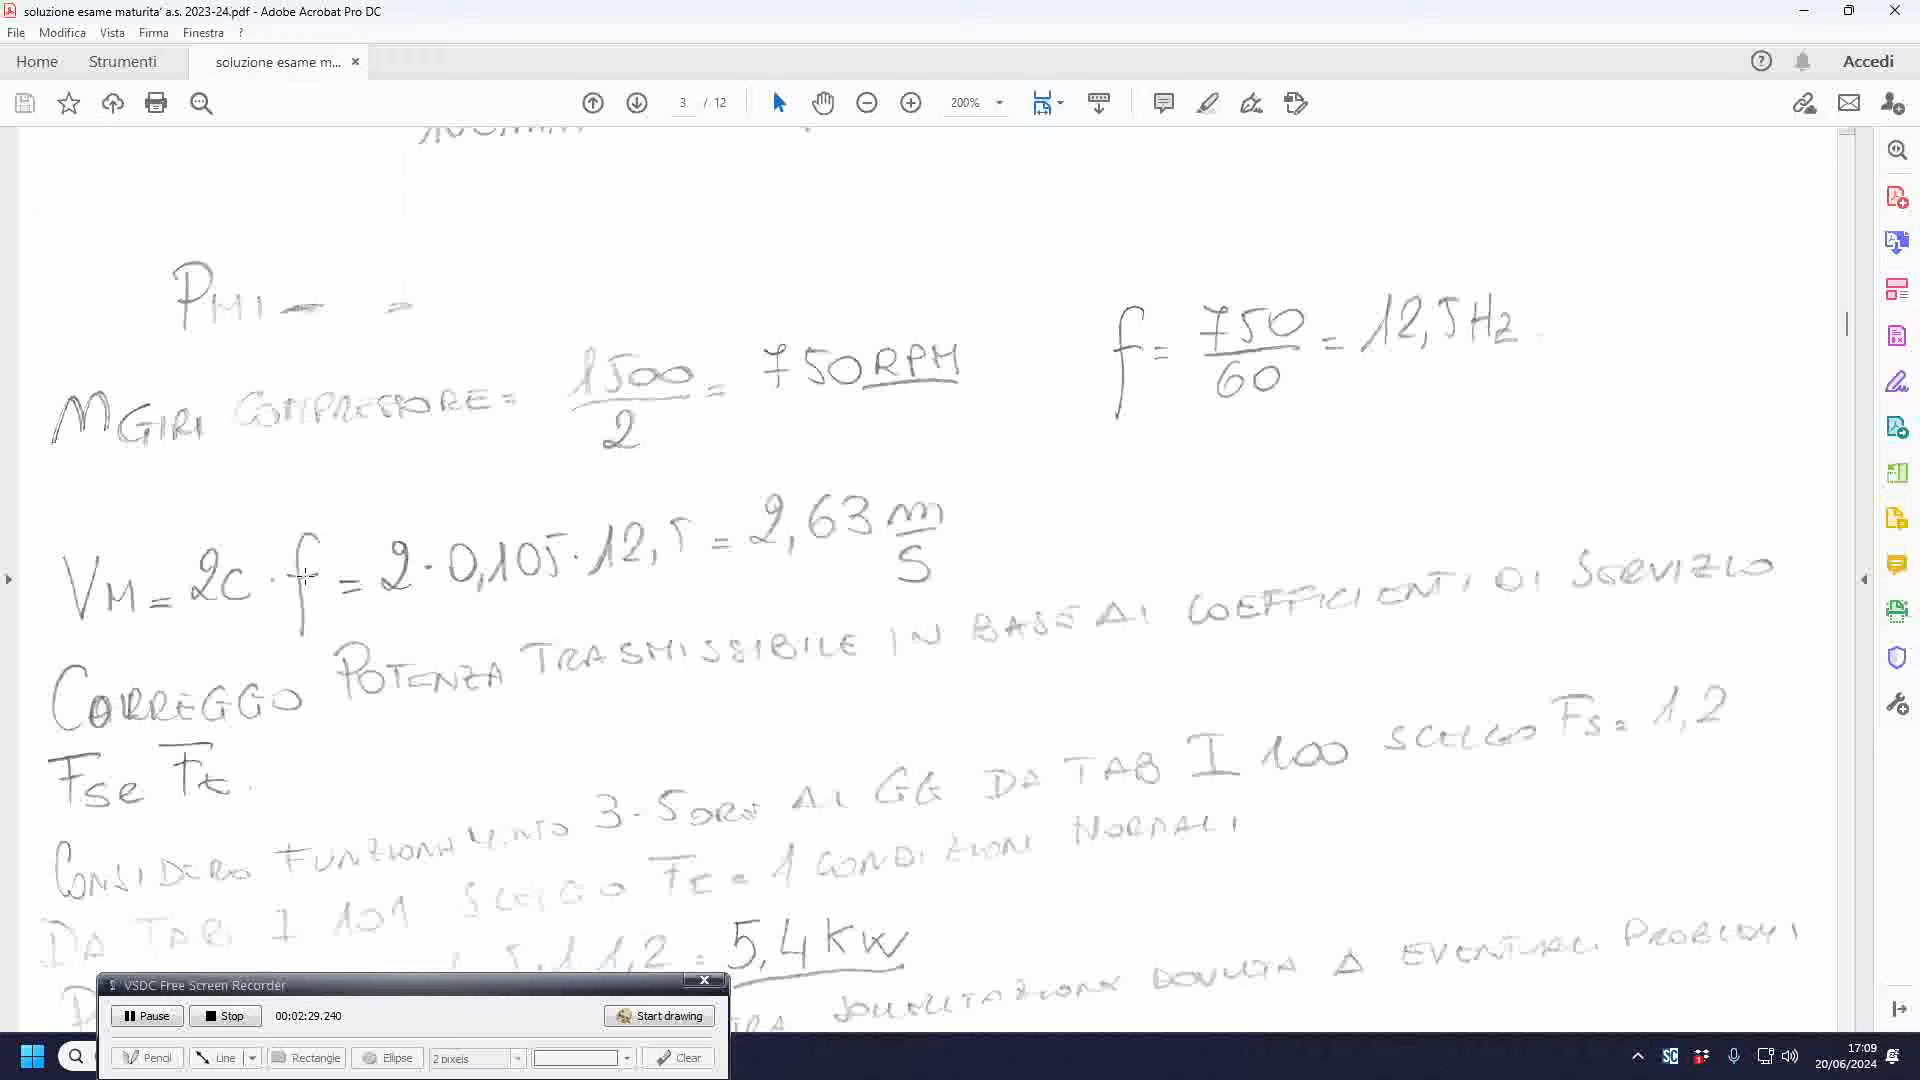 soluzione esame maturita' a.s. 2023-24.pdf - Adobe Acrobat Pro DC
File Modifica Vista Firma Finestra ?
Home Strumenti soluzione esame m... × Accedi
3 / 12 200%
PMI - =
M GIRI COMPRESSORE = 1500/2 = 750 RPM
f = 750/60 = 12,5 Hz
VM = 2C · f = 2 · 0,105 · 12,5 = 2,63 m/s
CORREGGO POTENZA TRASMISSIBILE IN BASE AI COEFFICIENTI DI SERVIZIO
Fs e FE.
CONSIDERO FUNZIONAMENTO 3-5 ORE AL GG DA TAB I 100 SCELGO Fs = 1,2
DA TAB. I 101 SCELGO FE = 1 CONDIZIONI NORMALI
1 1,2 = 5,4 KW
DOVUTA A EVENTUALI PROBLEMI
VSDC Free Screen Recorder
Pause Stop 00:02:29.240 Start drawing
Pencil Line Rectangle Ellipse 2 pixels Clear
17:09
20/06/2024